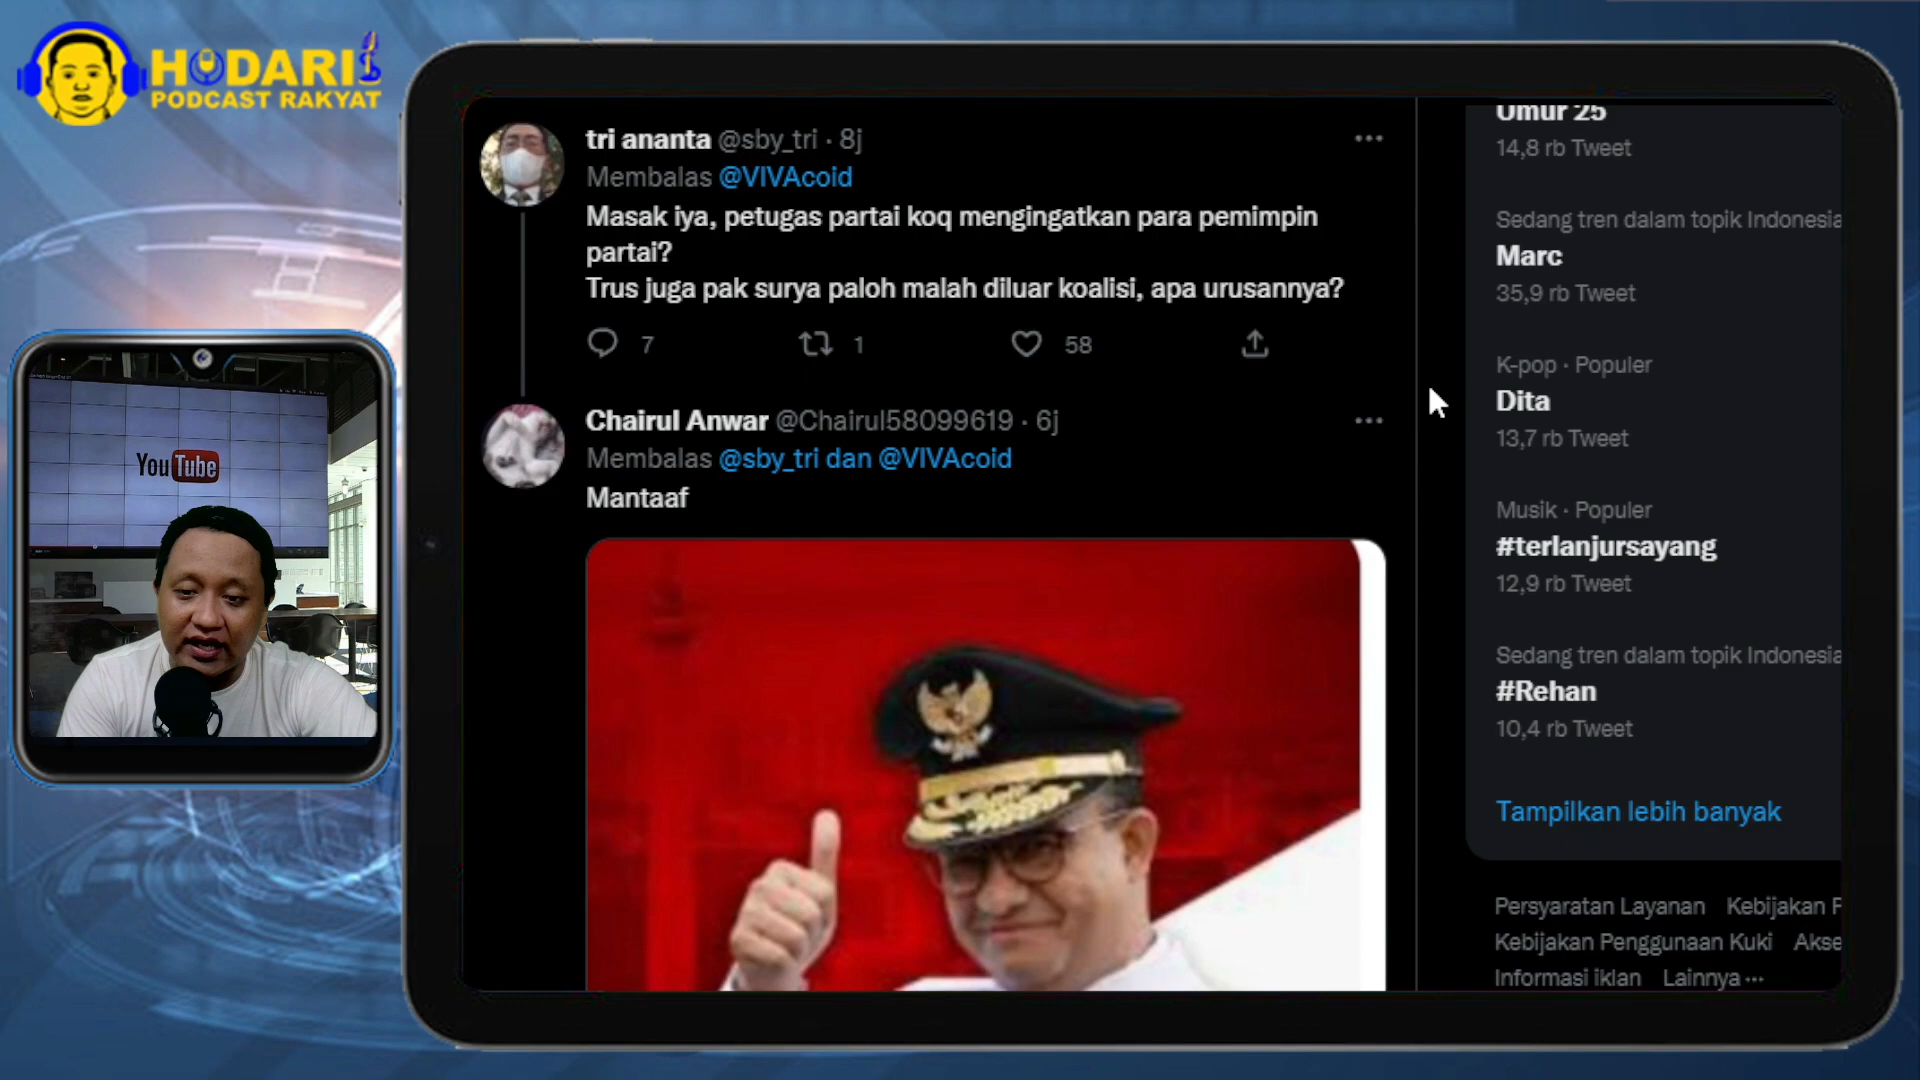 HODARI
PODCAST RAKYAT
YouTube
tri ananta @sby_tri · 8j
Membalas @VIVAcoid
Masak iya, petugas partai koq mengingatkan para pemimpin
partai?
Trus juga pak surya paloh malah diluar koalisi, apa urusannya?
7 1 58
Chairul Anwar @Chairul58099619 · 6j
Membalas @sby_tri dan @VIVAcoid
Mantaaf
Umur 25
14,8 rb Tweet
Sedang tren dalam topik Indonesia
Marc
35,9 rb Tweet
K-pop · Populer
Dita
13,7 rb Tweet
Musik · Populer
#terlanjursayang
12,9 rb Tweet
Sedang tren dalam topik Indonesia
#Rehan
10,4 rb Tweet
Tampilkan lebih banyak
Persyaratan Layanan Kebijakan P
Kebijakan Penggunaan Kuki Akse
Informasi iklan Lainnya ···